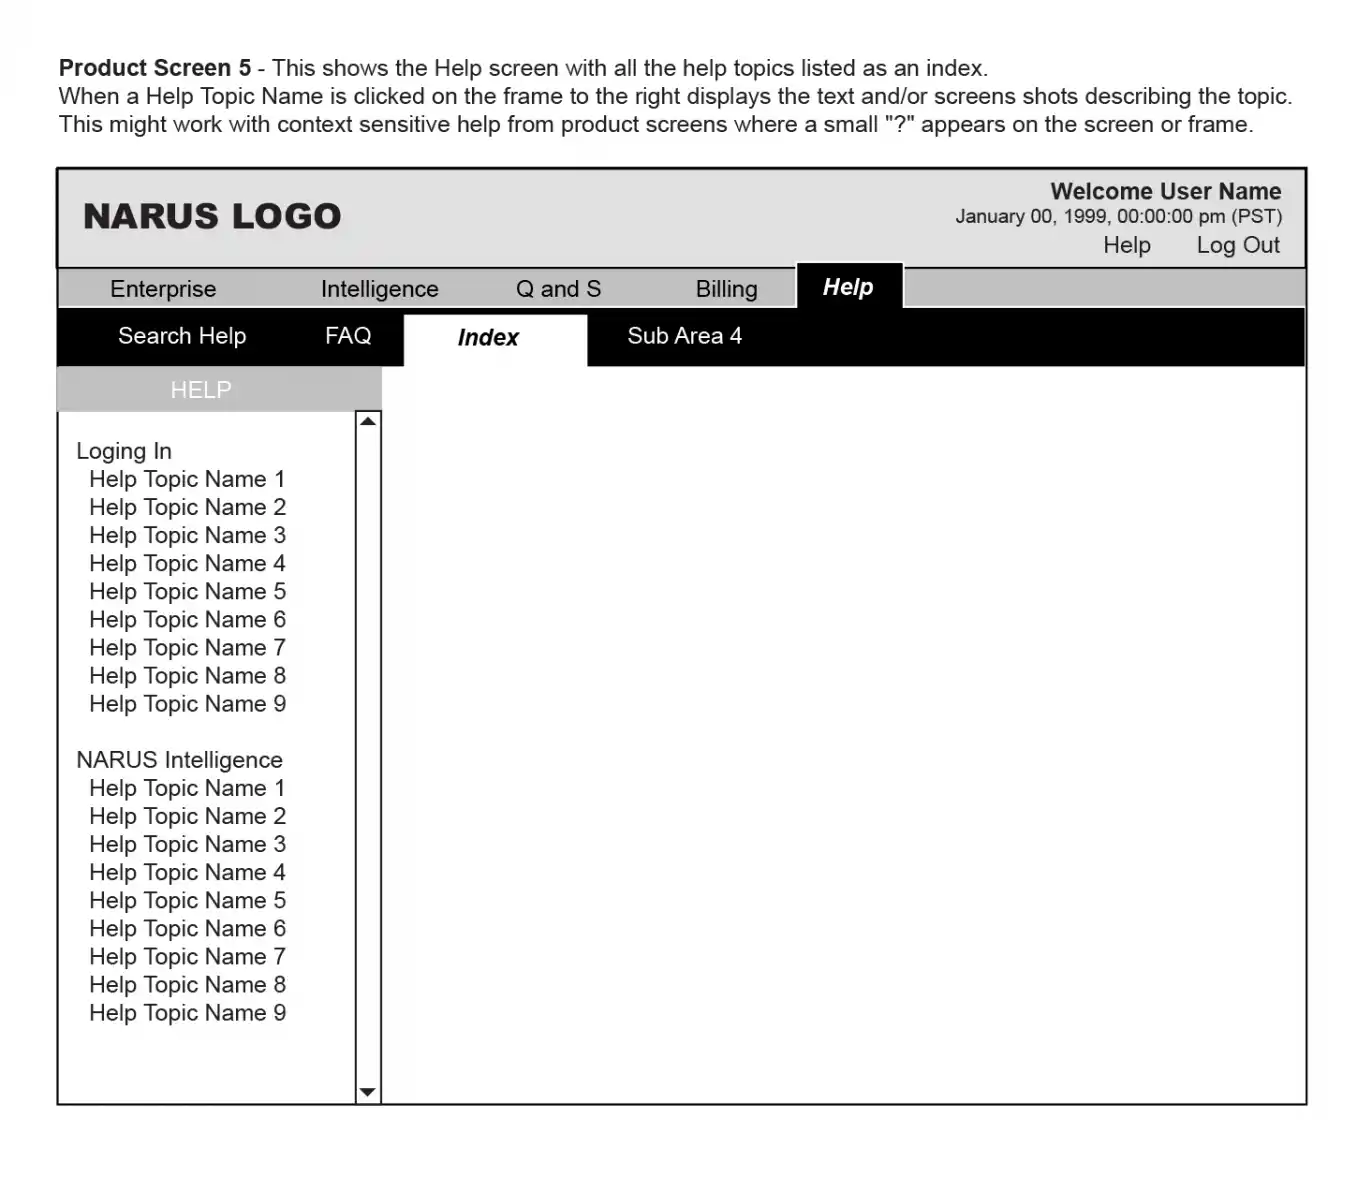 Product Screen 5 - This shows the Help screen with all the help topics listed as an index.
When a Help Topic Name is clicked on the frame to the right displays the text and/or screens shots describing the topic.
This might work with context sensitive help from product screens where a small "?" appears on the screen or frame.
NARUS LOGO
Welcome User Name
January 00, 1999, 00:00:00 pm (PST)
Help Log Out
Enterprise Intelligence Q and S Billing Help
Search Help FAQ Index Sub Area 4
HELP
Loging In
Help Topic Name 1
Help Topic Name 2
Help Topic Name 3
Help Topic Name 4
Help Topic Name 5
Help Topic Name 6
Help Topic Name 7
Help Topic Name 8
Help Topic Name 9
NARUS Intelligence
Help Topic Name 1
Help Topic Name 2
Help Topic Name 3
Help Topic Name 4
Help Topic Name 5
Help Topic Name 6
Help Topic Name 7
Help Topic Name 8
Help Topic Name 9